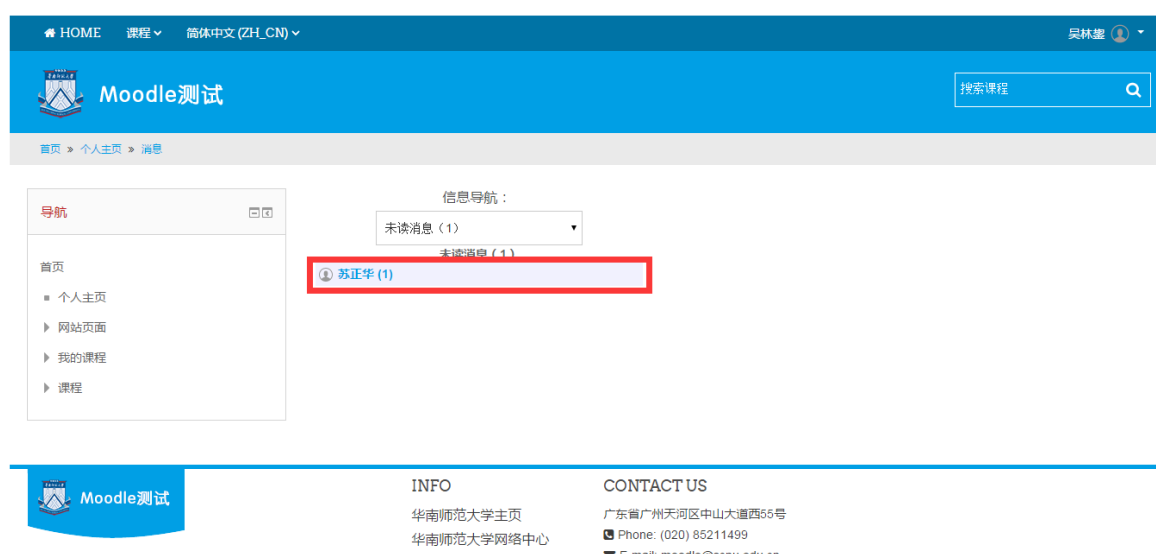 HOME 课程 简体中文 (ZH_CN) 吴林鋆
Moodle测试
搜索课程
首页 » 个人主页 » 消息
导航
首页
个人主页
网站页面
我的课程
课程
信息导航：
未读消息（1）
未读消息（1）
苏正华 (1)
Moodle测试
INFO
华南师范大学主页
华南师范大学网络中心
CONTACT US
广东省广州天河区中山大道西55号
Phone: (020) 85211499
E-mail: moodle@scnu.edu.cn